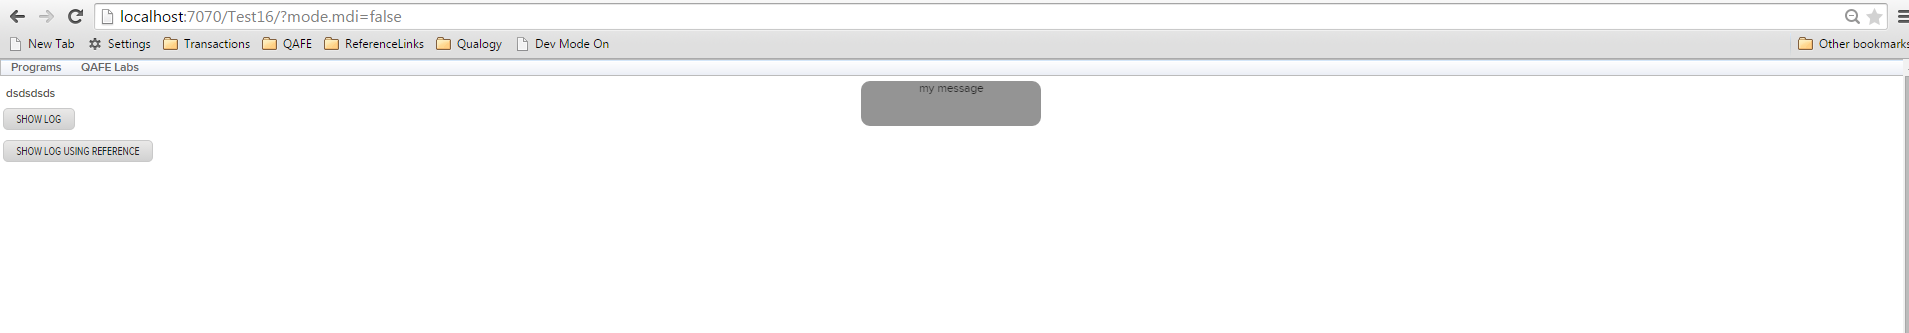 localhost:7070/Test16/?mode.mdi=false
New Tab Settings Transactions QAFE ReferenceLinks Qualogy Dev Mode On Other bookmarks
Programs QAFE Labs
my message
dsdsdsds
SHOW LOG
SHOW LOG USING REFERENCE